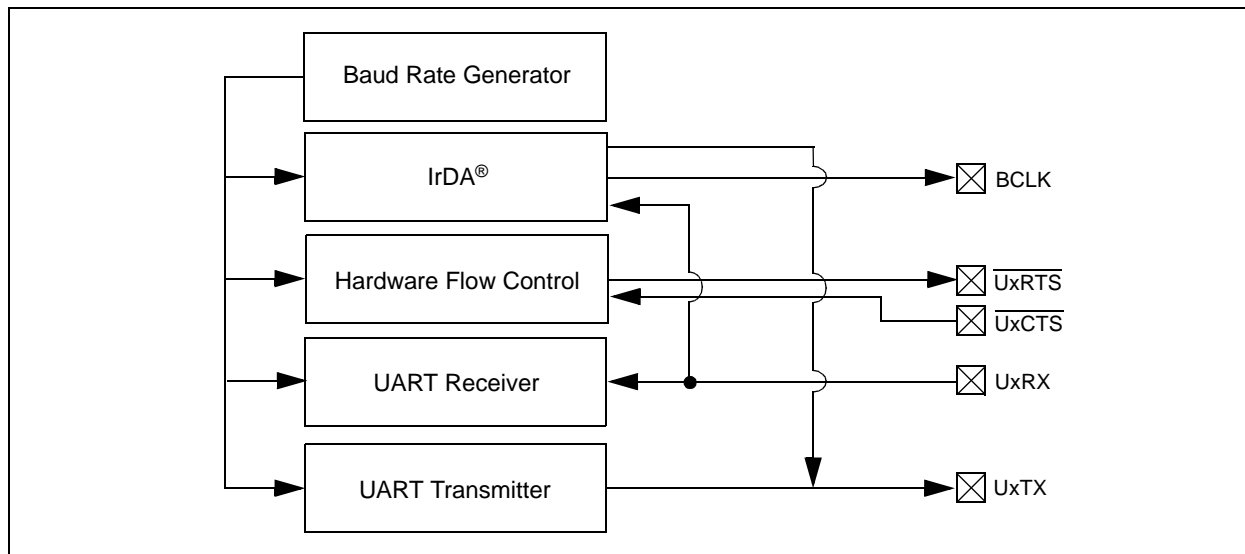 Baud Rate Generator
IrDA®
BCLK
Hardware Flow Control
UxRTS
UxCTS
UART Receiver
UxRX
UART Transmitter
UxTX